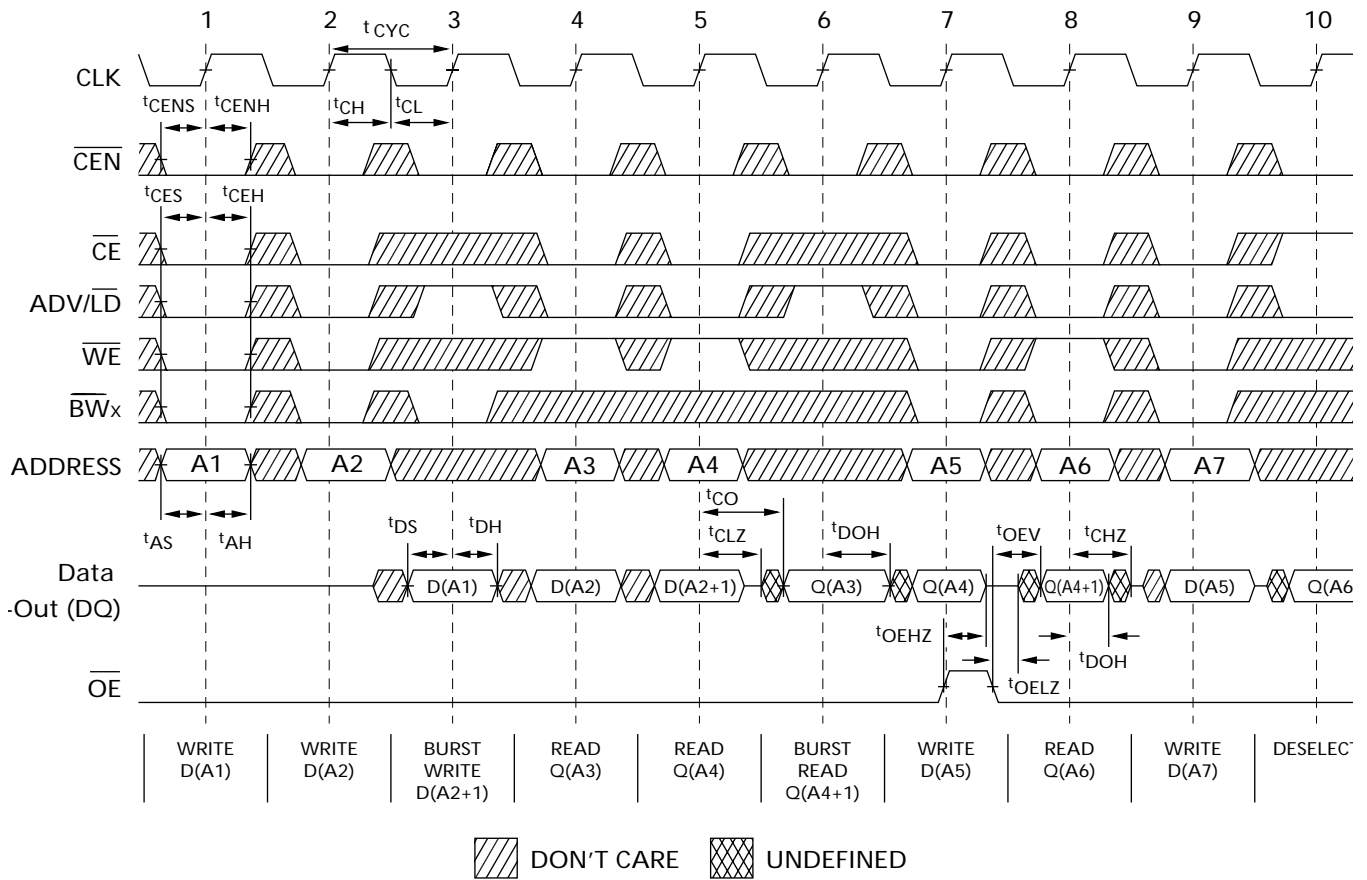 1 2 3 4 5 6 7 8 9 10
tCYC
CLK
tCENS tCENH tCH tCL
CEN
tCES tCEH
CE
ADV/LD
WE
BWx
ADDRESS A1 A2 A3 A4 A5 A6 A7
tCO
tAS tAH tDS tDH tCLZ tDOH tOEV tCHZ
Data
-Out (DQ) D(A1) D(A2) D(A2+1) Q(A3) Q(A4) Q(A4+1) D(A5) Q(A6
tOEHZ tDOH
tOELZ
OE
WRITE
D(A1)
WRITE
D(A2)
BURST
WRITE
D(A2+1)
READ
Q(A3)
READ
Q(A4)
BURST
READ
Q(A4+1)
WRITE
D(A5)
READ
Q(A6)
WRITE
D(A7)
DESELECT
DON'T CARE UNDEFINED